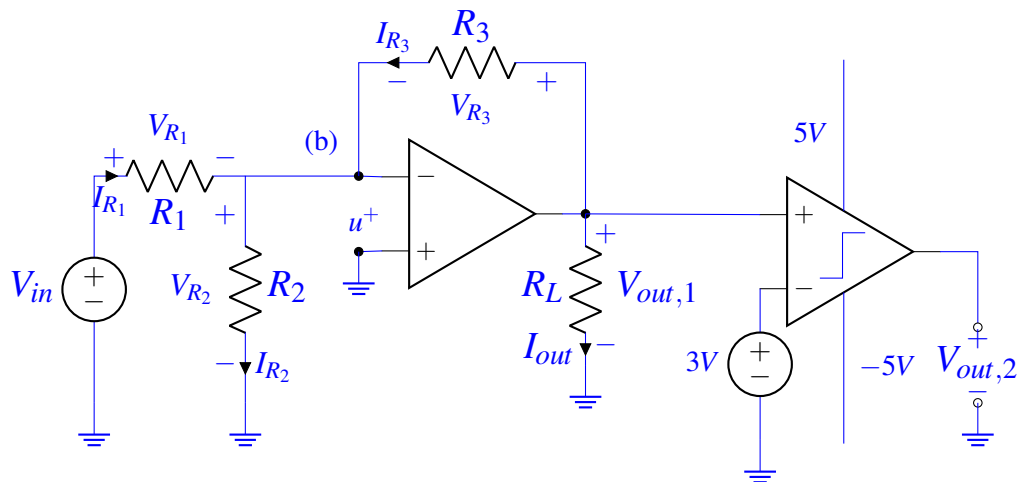 I_{R_3} R_3
− +
V_{R_3}
V_{R_1} (b) 5V
+ − −
I_{R_1} R_1 + u^+ +
+ +
V_{in} + − V_{R_2} R_2 R_L V_{out,1} −
− I_{R_2} I_{out} − 3V + − −5V + V_{out,2} −